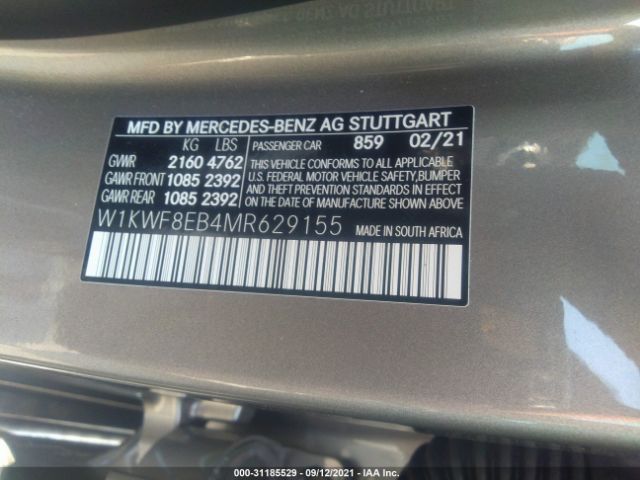 MFD BY MERCEDES-BENZ AG STUTTGART
KG LBS PASSENGER CAR 859 02/21
GVWR 2160 4762
GAWR FRONT 1085 2392
GAWR REAR 1085 2392
THIS VEHICLE CONFORMS TO ALL APPLICABLE
U.S. FEDERAL MOTOR VEHICLE SAFETY, BUMPER
AND THEFT PREVENTION STANDARDS IN EFFECT
ON THE DATE OF MANUFACTURE SHOWN ABOVE.
W1KWF8EB4MR629155
MADE IN SOUTH AFRICA
000-31185529 - 09/12/2021 - IAA Inc.